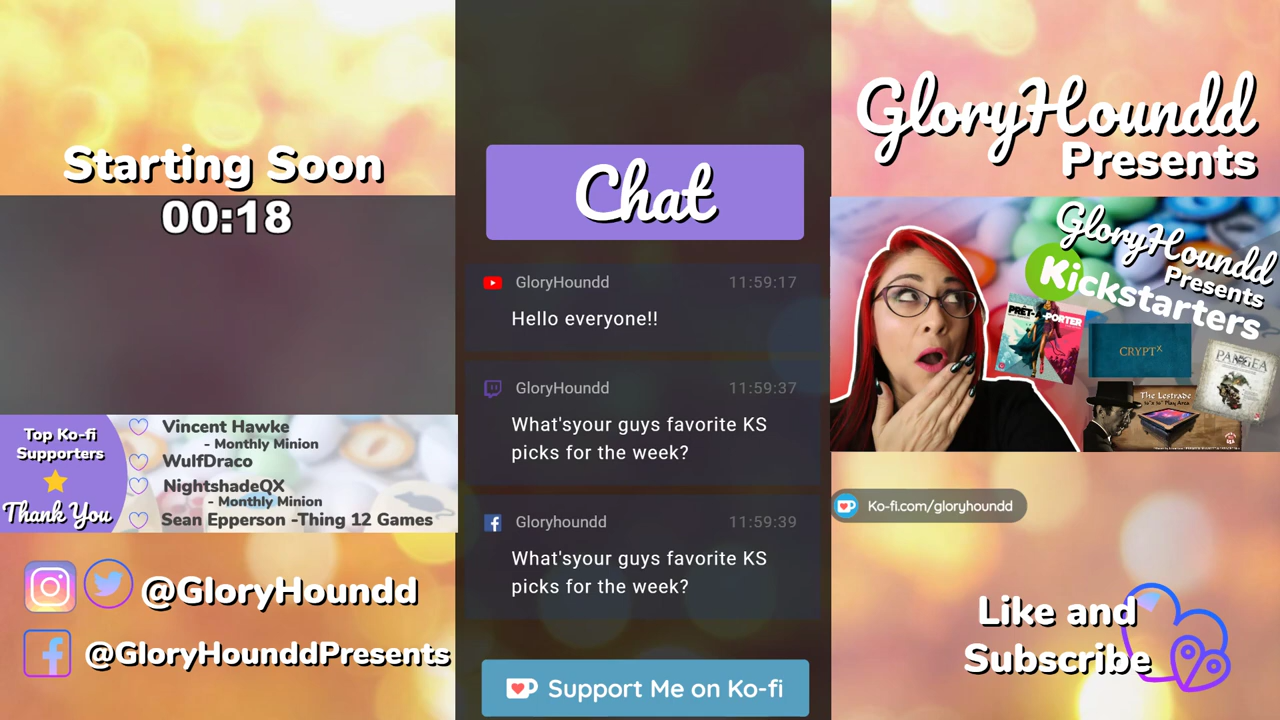 Starting Soon
00:18
Top Ko-fi
Supporters
Thank You
Vincent Hawke
- Monthly Minion
WulfDraco
NightshadeQX
- Monthly Minion
Sean Epperson -Thing 12 Games
@GloryHoundd
@GloryHounddPresents
Chat
GloryHoundd 11:59:17
Hello everyone!!
GloryHoundd 11:59:37
What'syour guys favorite KS
picks for the week?
Gloryhoundd 11:59:39
What'syour guys favorite KS
picks for the week?
Support Me on Ko-fi
GloryHoundd
Presents
GloryHoundd
Presents
Kickstarters
PRÊT-À-PORTER
CRYPTX
PANGEA
The Lestrade
Ko-fi.com/gloryhoundd
Like and
Subscribe